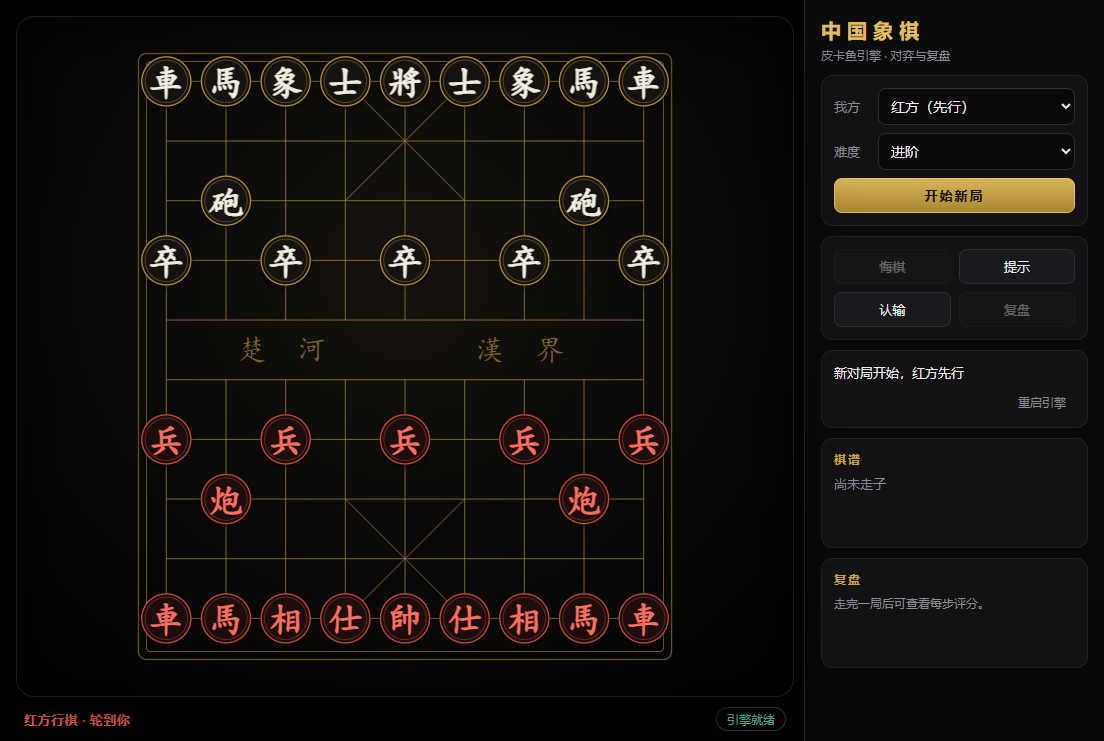 車馬象士將士象馬車
砲砲
卒卒卒卒卒
楚河 漢界
兵兵兵兵兵
炮炮
車馬相仕帥仕相馬車
红方行棋 · 轮到你
引擎就绪
中国象棋
皮卡鱼引擎 · 对弈与复盘
我方 红方（先行）
难度 进阶
开始新局
悔棋 提示
认输 复盘
新对局开始，红方先行
重启引擎
棋谱
尚未走子
复盘
走完一局后可查看每步评分。